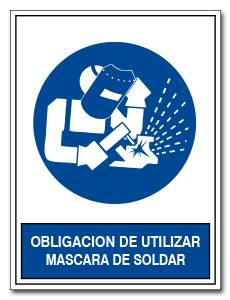 OBLIGACION DE UTILIZAR
MASCARA DE SOLDAR